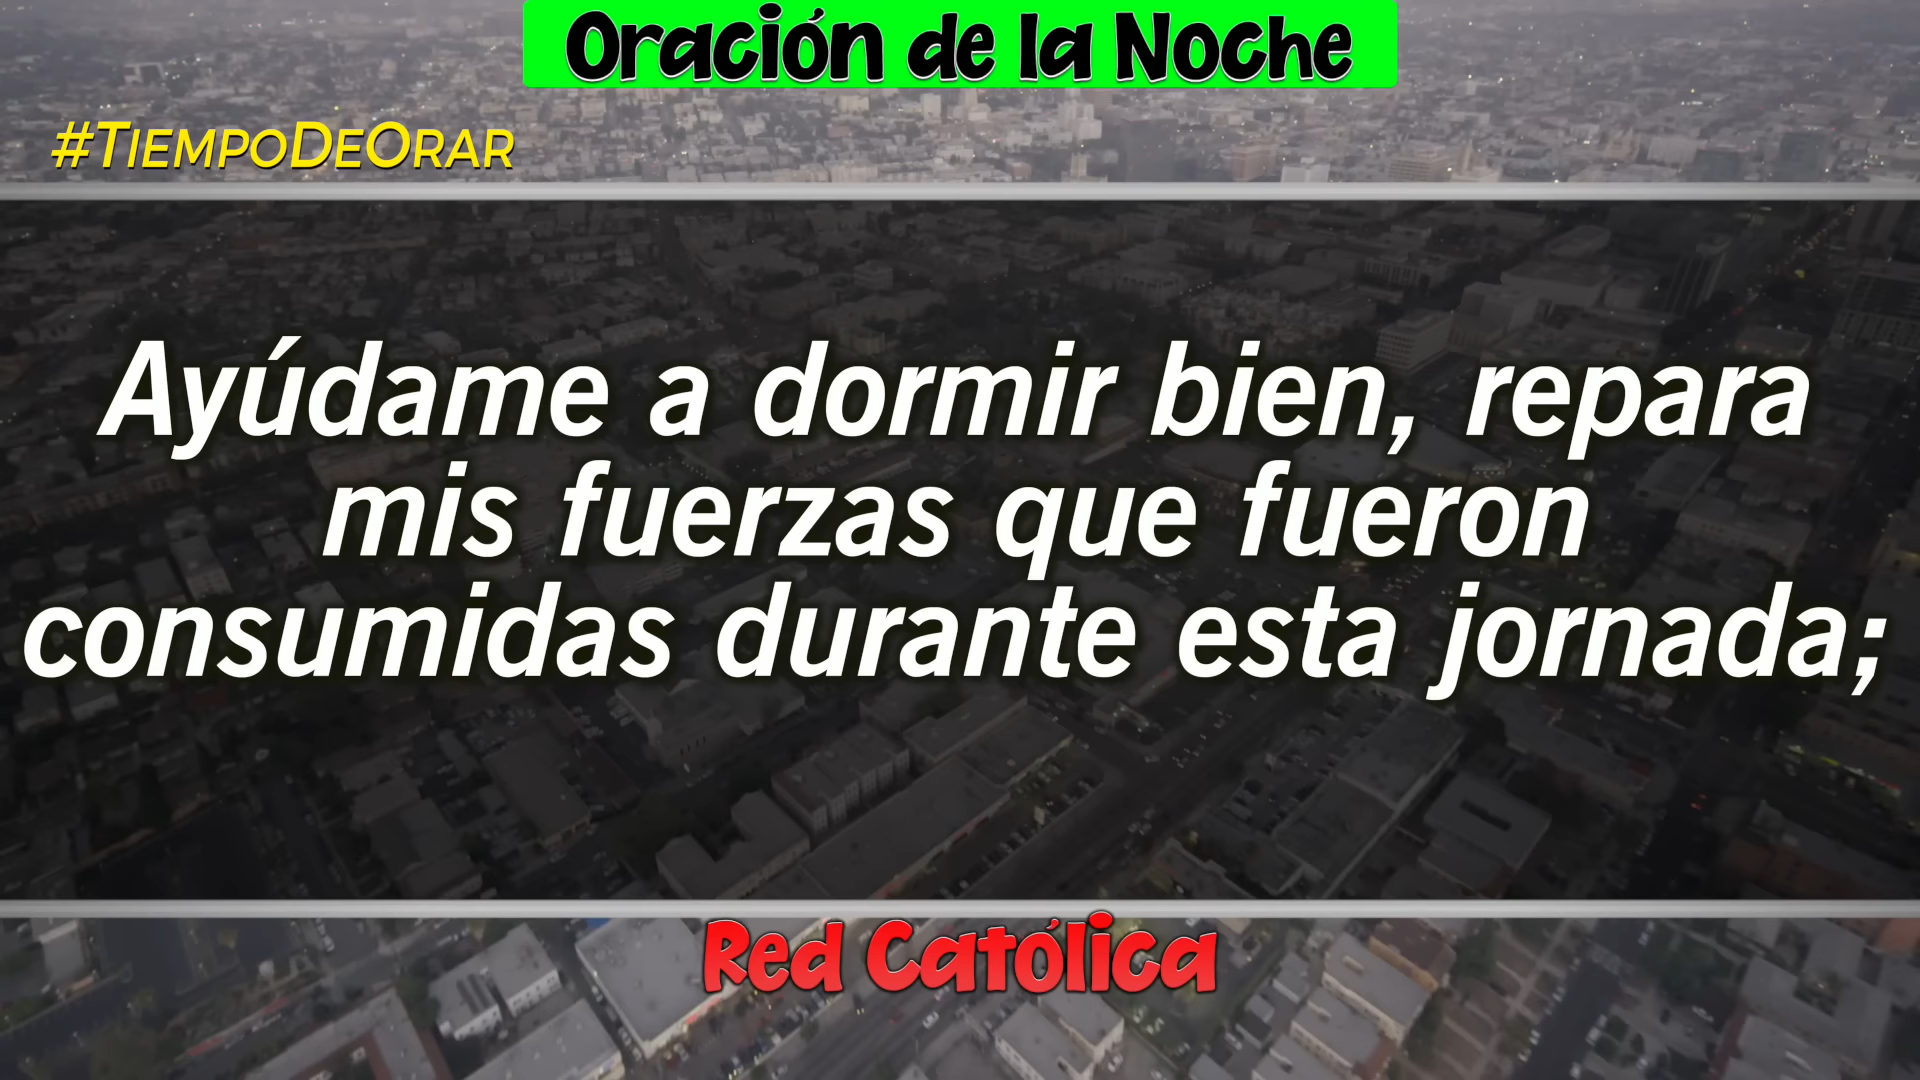 Oración de la Noche
#TIEMPODEORAR
Ayúdame a dormir bien, repara
mis fuerzas que fueron
consumidas durante esta jornada;
Red Católica